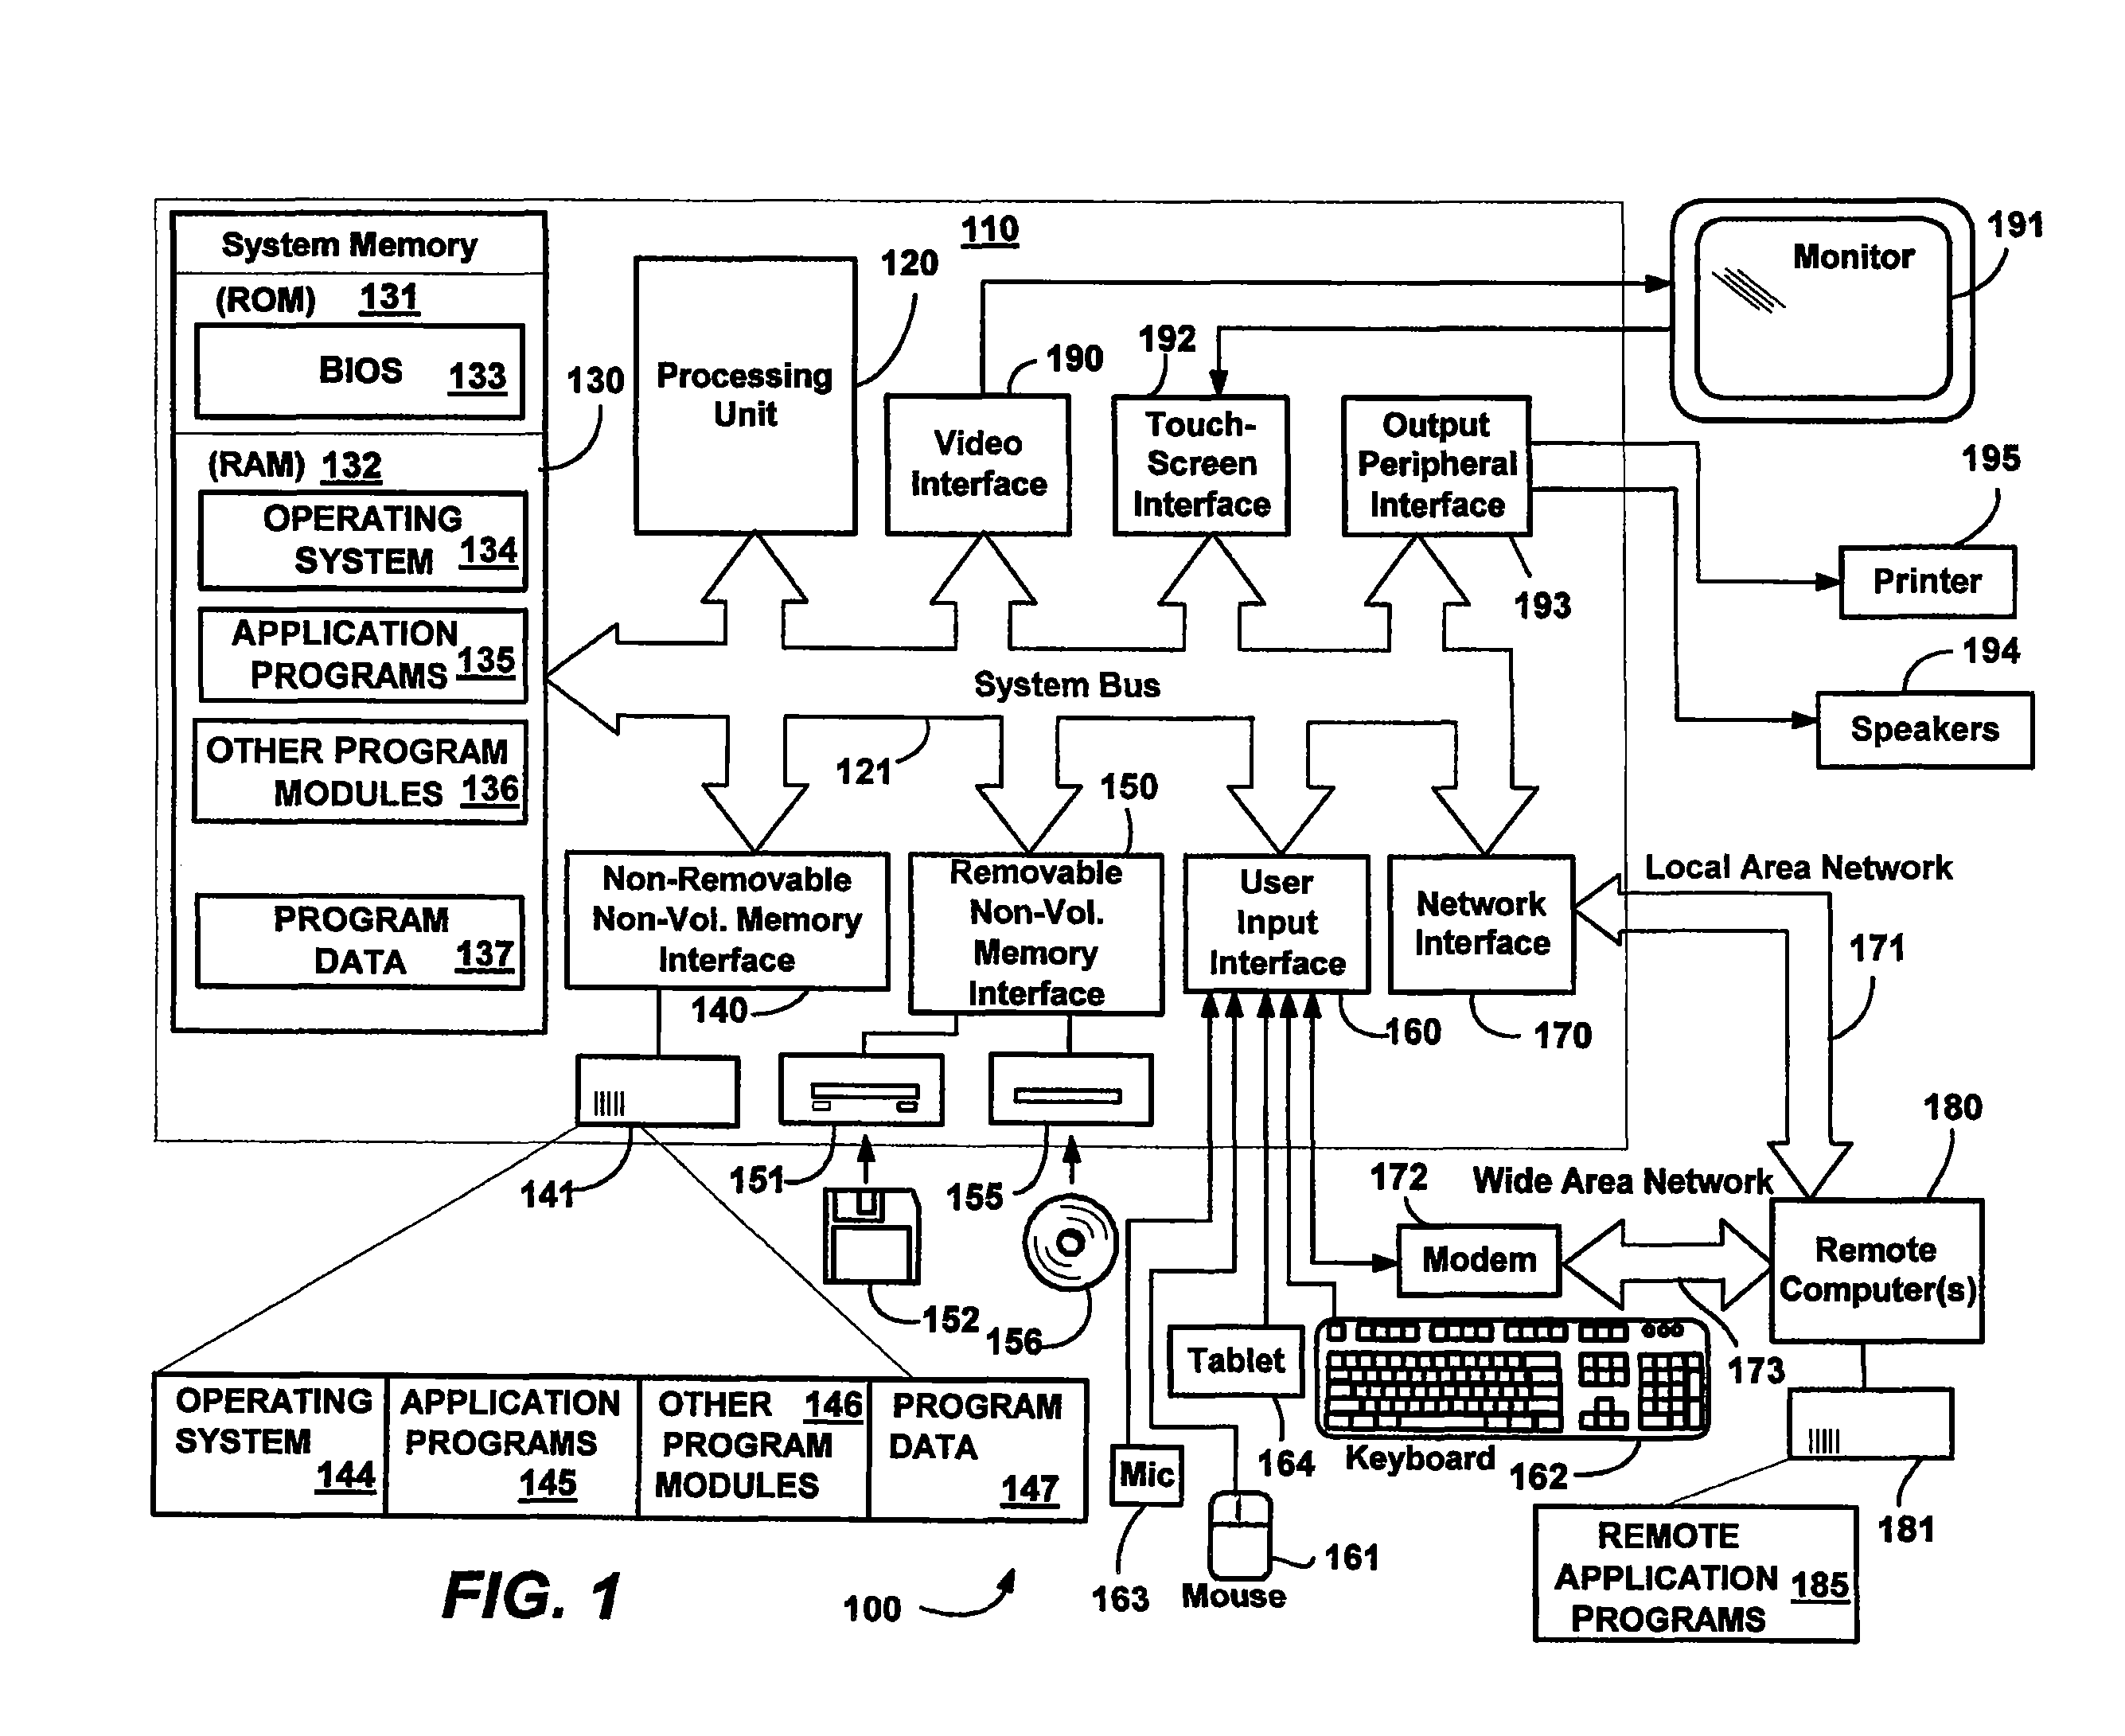 110
System Memory
(ROM) 131
BIOS 133
130
(RAM) 132
OPERATING
SYSTEM 134
APPLICATION
PROGRAMS 135
OTHER PROGRAM
MODULES 136
PROGRAM
DATA 137
120
Processing
Unit
190
Video
Interface
192
Touch-
Screen
Interface
Output
Peripheral
Interface
193
Monitor
191
195
Printer
194
Speakers
System Bus
121
Non-Removable
Non-Vol. Memory
Interface
140
150
Removable
Non-Vol.
Memory
Interface
User
Input
Interface
160
Network
Interface
170
Local Area Network
171
141
151
152
155
156
172
Modem
Wide Area Network
173
180
Remote
Computer(s)
181
REMOTE
APPLICATION 185
PROGRAMS
Tablet
164
Keyboard
162
Mic
163
161
Mouse
OPERATING
SYSTEM
144
APPLICATION
PROGRAMS
145
OTHER 146
PROGRAM
MODULES
PROGRAM
DATA
147
FIG. 1
100